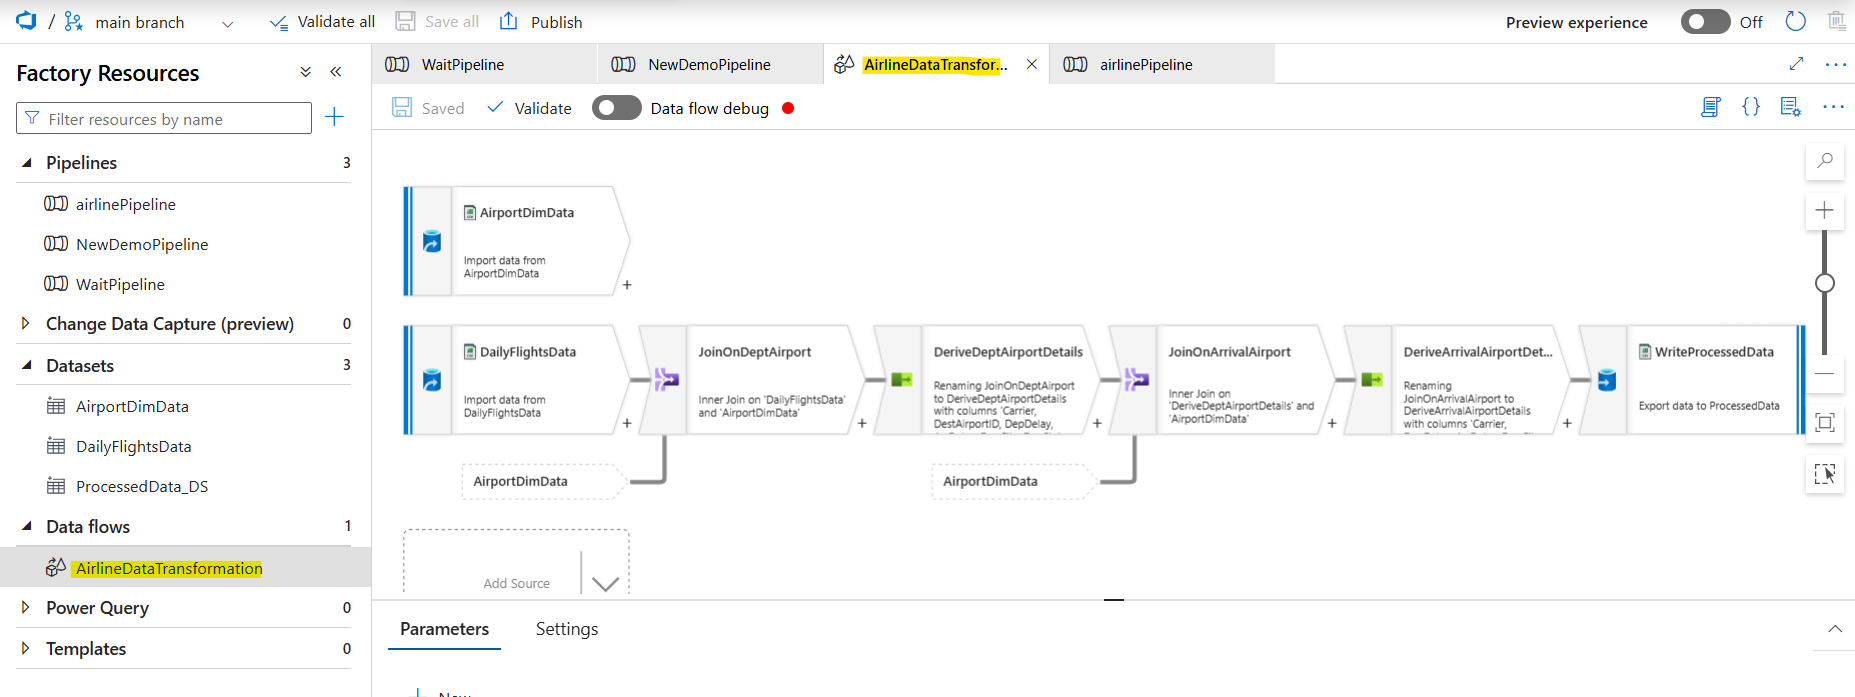 / main branch Validate all Save all Publish Preview experience Off
Factory Resources
Filter resources by name
Pipelines 3
airlinePipeline
NewDemoPipeline
WaitPipeline
Change Data Capture (preview) 0
Datasets 3
AirportDimData
DailyFlightsData
ProcessedData_DS
Data flows 1
AirlineDataTransformation
Power Query 0
Templates 0
WaitPipeline NewDemoPipeline AirlineDataTransfor... airlinePipeline
Saved Validate Data flow debug
AirportDimData
Import data from
AirportDimData
+
DailyFlightsData
Import data from
DailyFlightsData
+
JoinOnDeptAirport
Inner Join on 'DailyFlightsData'
and 'AirportDimData'
+
DeriveDeptAirportDetails
Renaming JoinOnDeptAirport
to DeriveDeptAirportDetails
with columns 'Carrier,
DestAirportID, DepDelay,
+
JoinOnArrivalAirport
Inner Join on
'DeriveDeptAirportDetails' and
'AirportDimData'
+
DeriveArrivalAirportDet...
Renaming
JoinOnArrivalAirport to
DeriveArrivalAirportDetails
with columns 'Carrier,
+
WriteProcessedData
Export data to ProcessedData
AirportDimData
AirportDimData
Add Source
Parameters Settings
New